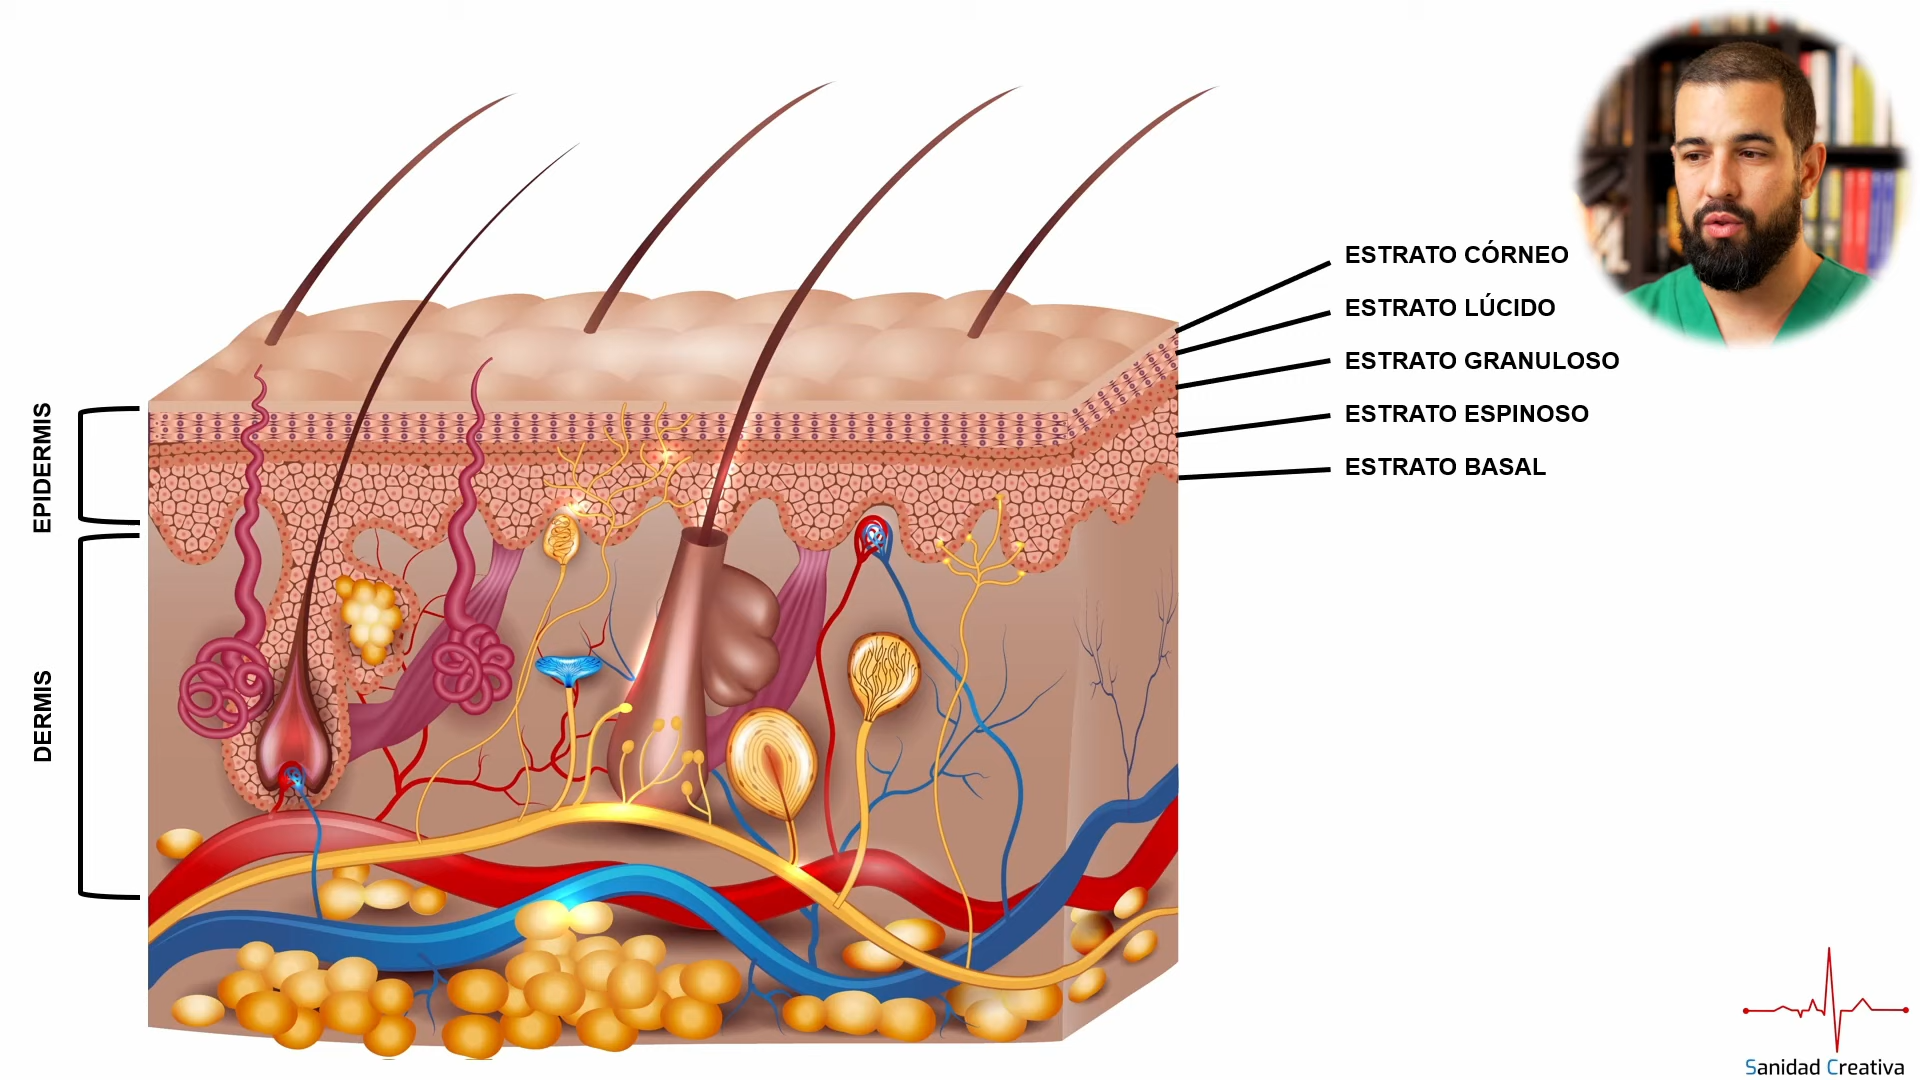 ESTRATO CÓRNEO
ESTRATO LÚCIDO
ESTRATO GRANULOSO
ESTRATO ESPINOSO
ESTRATO BASAL
EPIDERMIS
DERMIS
Sanidad Creativa